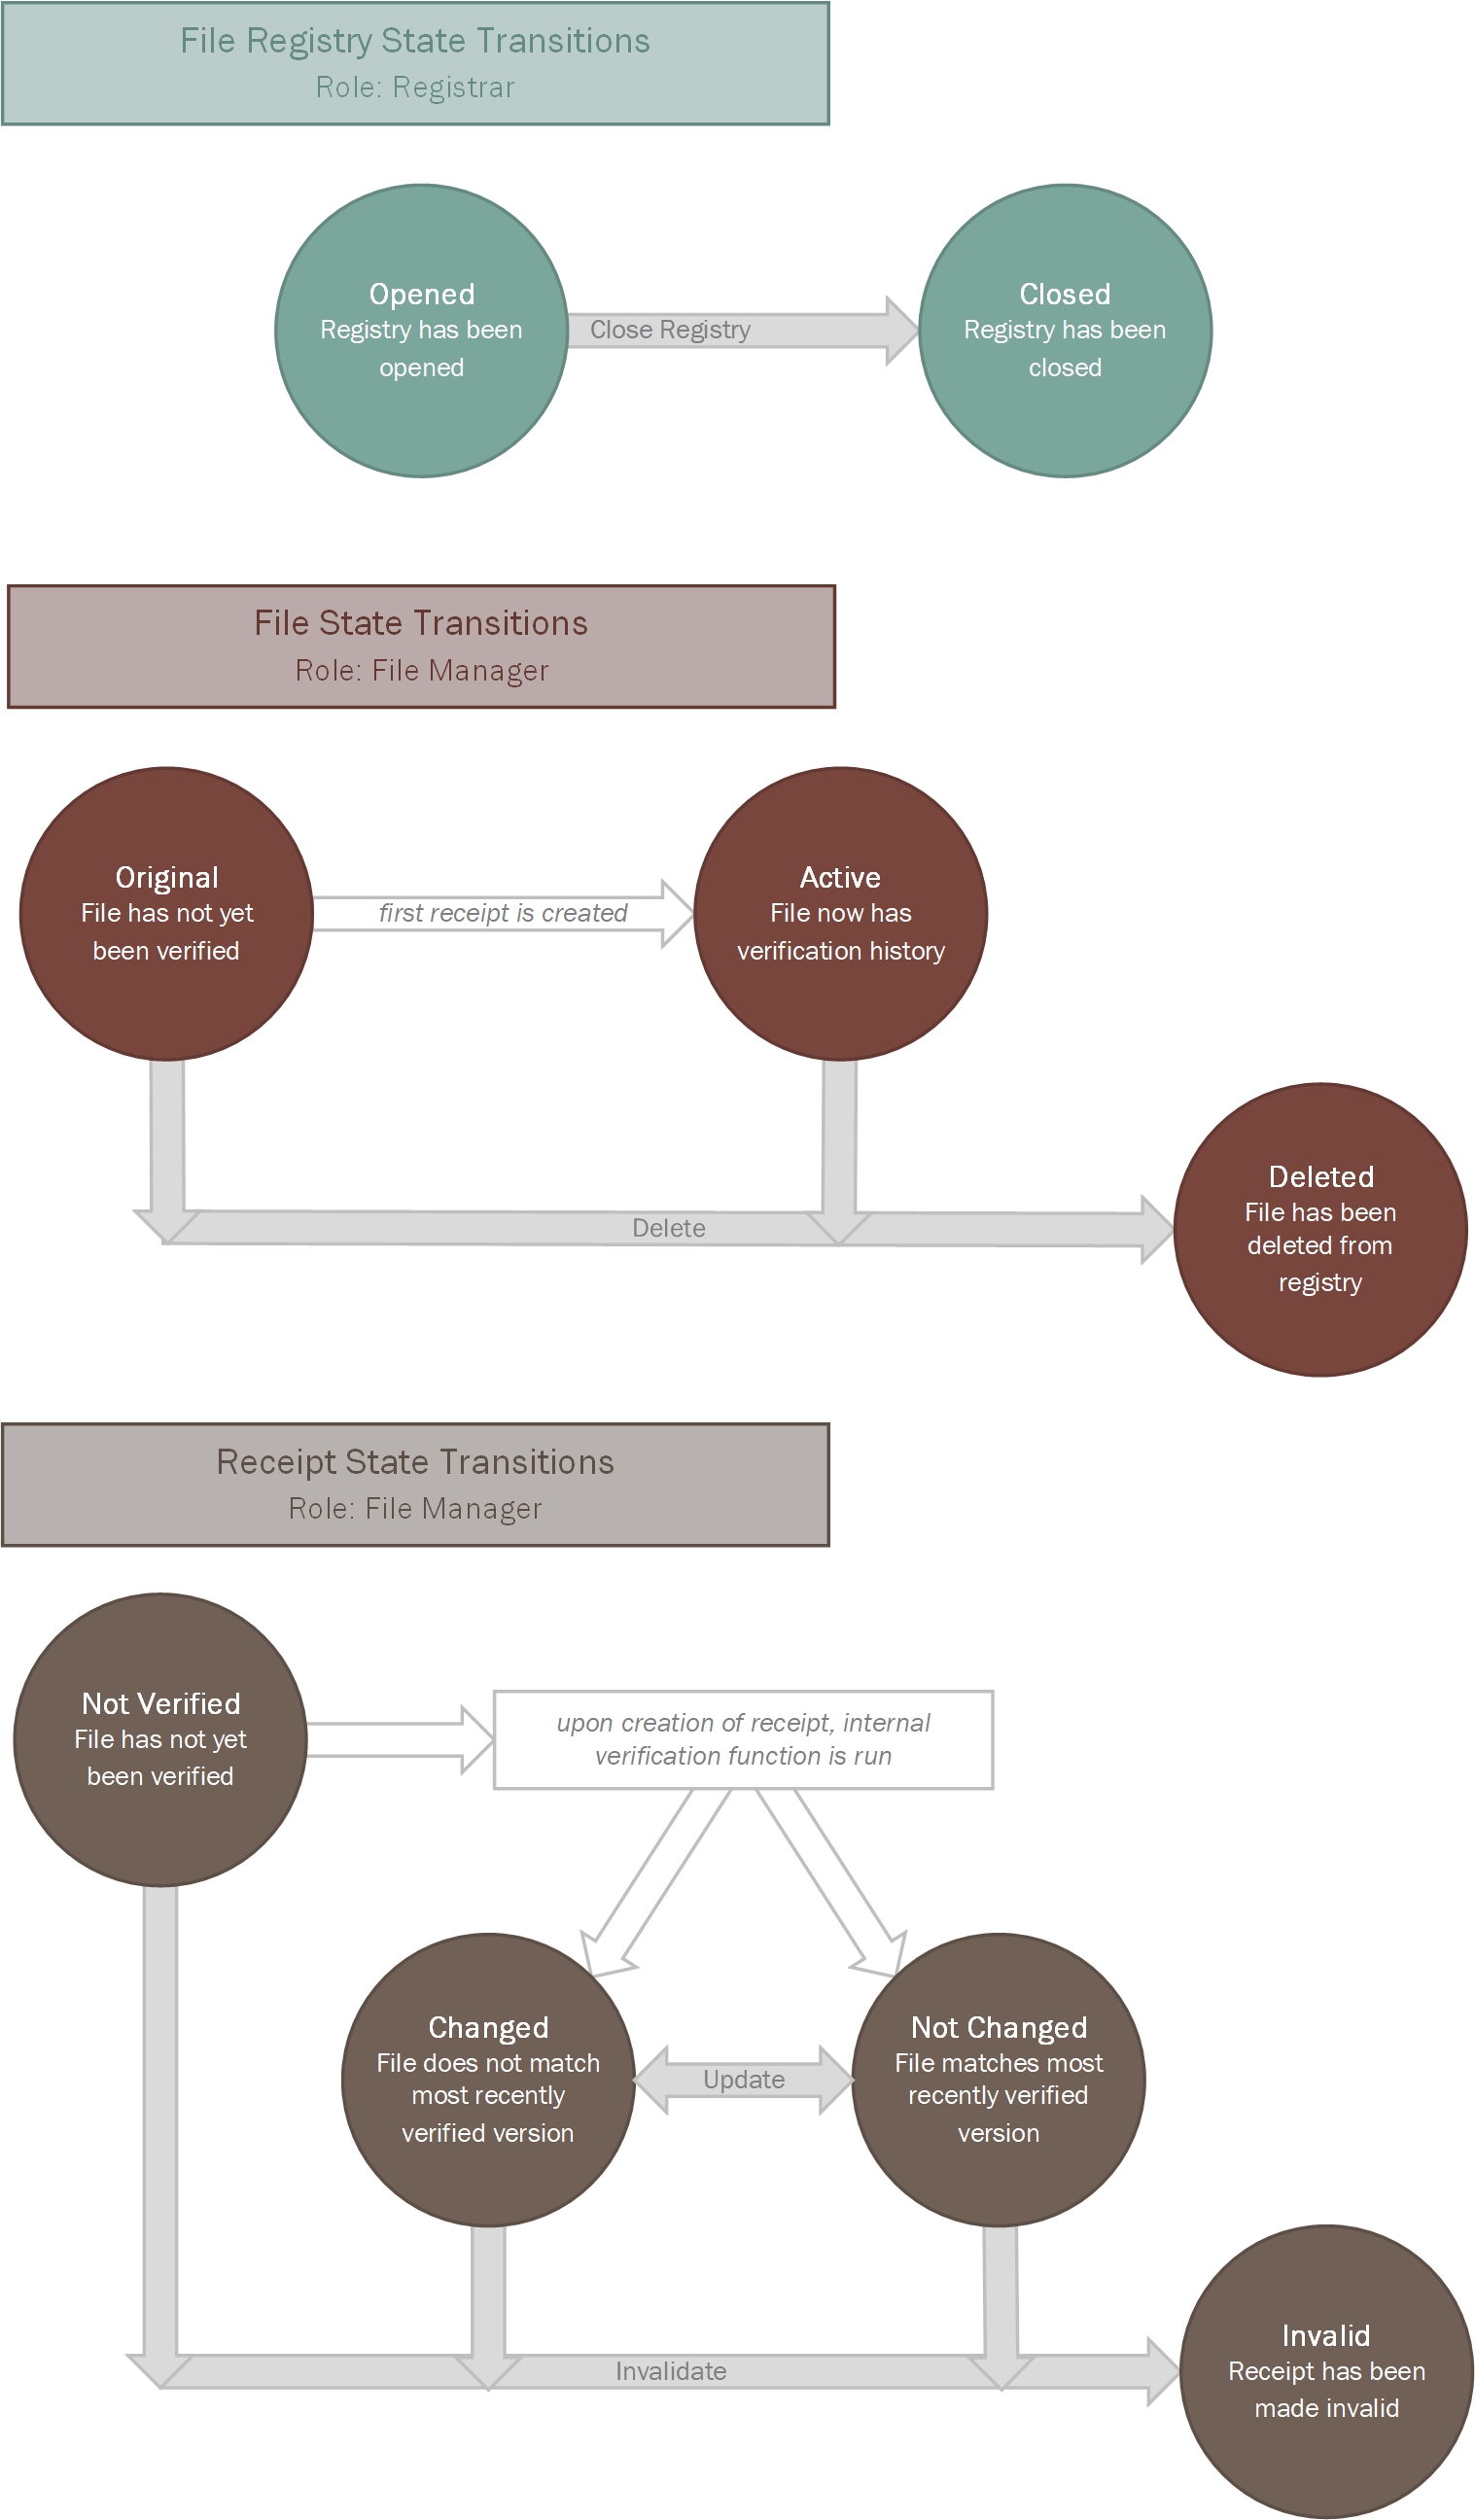 File Registry State Transitions
Role: Registrar
Opened
Registry has been
opened
Close Registry
Closed
Registry has been
closed
File State Transitions
Role: File Manager
Original
File has not yet
been verified
first receipt is created
Active
File now has
verification history
Delete
Deleted
File has been
deleted from
registry
Receipt State Transitions
Role: File Manager
Not Verified
File has not yet
been verified
upon creation of receipt, internal
verification function is run
Changed
File does not match
most recently
verified version
Update
Not Changed
File matches most
recently verified
version
Invalidate
Invalid
Receipt has been
made invalid